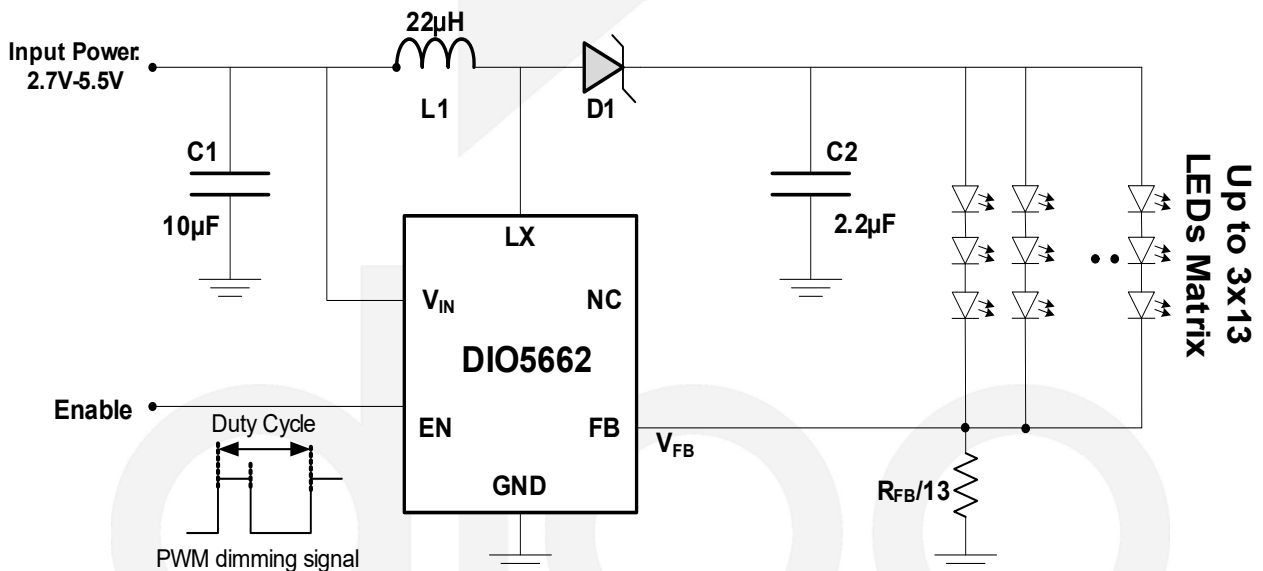 22µH
Input Power:
2.7V-5.5V
L1
D1
C1
10µF
C2
2.2µF
Up to 3x13
LEDs Matrix
LX
VIN
NC
DIO5662
Enable
EN
FB
VFB
GND
Duty Cycle
PWM dimming signal
RFB/13
dioo